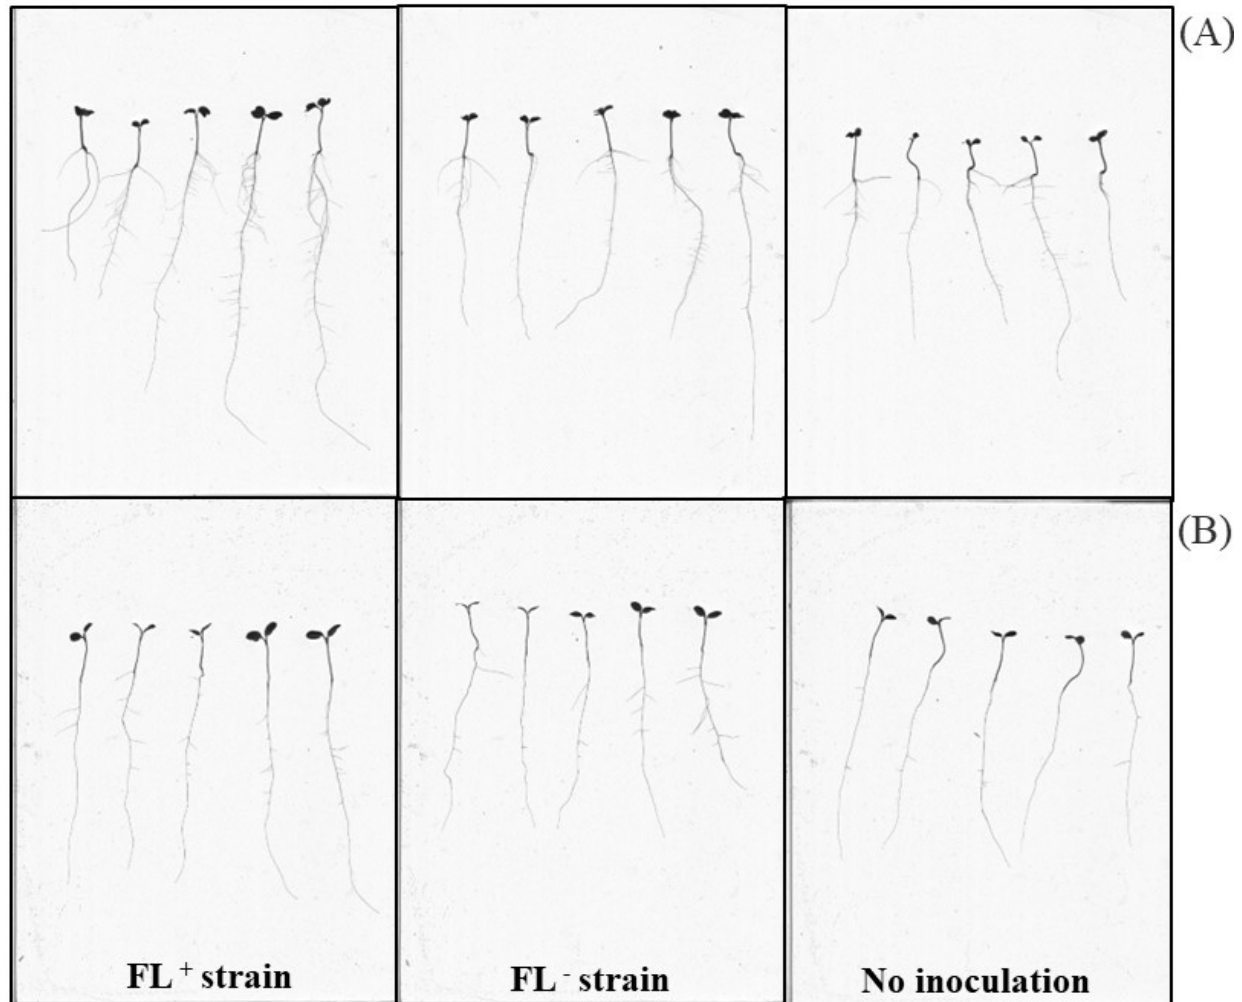 (A)
(B)
FL + strain
FL - strain
No inoculation